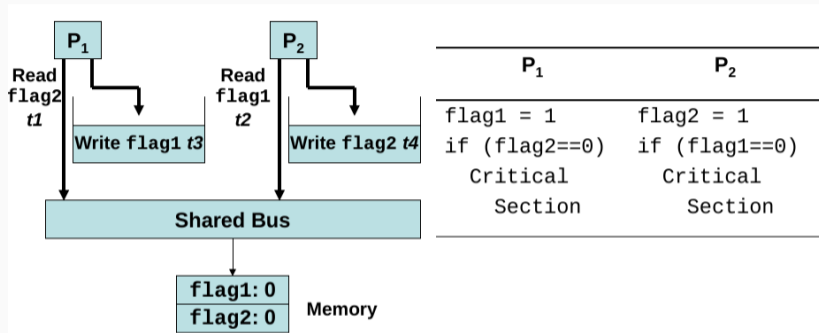 P1
P2
Read
flag2
t1
Read
flag1
t2
Write flag1 t3
Write flag2 t4
Shared Bus
flag1: 0
flag2: 0
Memory
P1 P2
flag1 = 1 flag2 = 1
if (flag2==0) if (flag1==0)
Critical Critical
Section Section